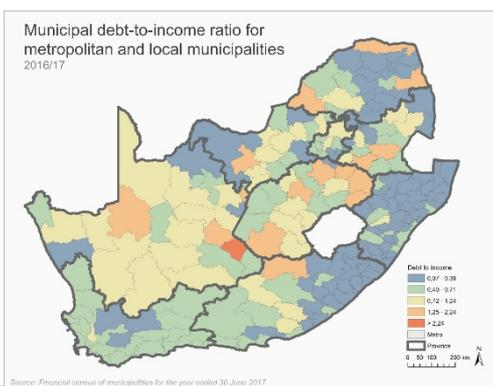 Municipal debt-to-income ratio for
metropolitan and local municipalities
2016/17
Debt to income
0,07 - 0.39
0,40 - 0.71
0,72 - 1.24
1,25 - 2.24
> 2,24
Metro
Province
0 50 100 200 km
N
Source: Financial census of municipalities for the year ended 30 June 2017